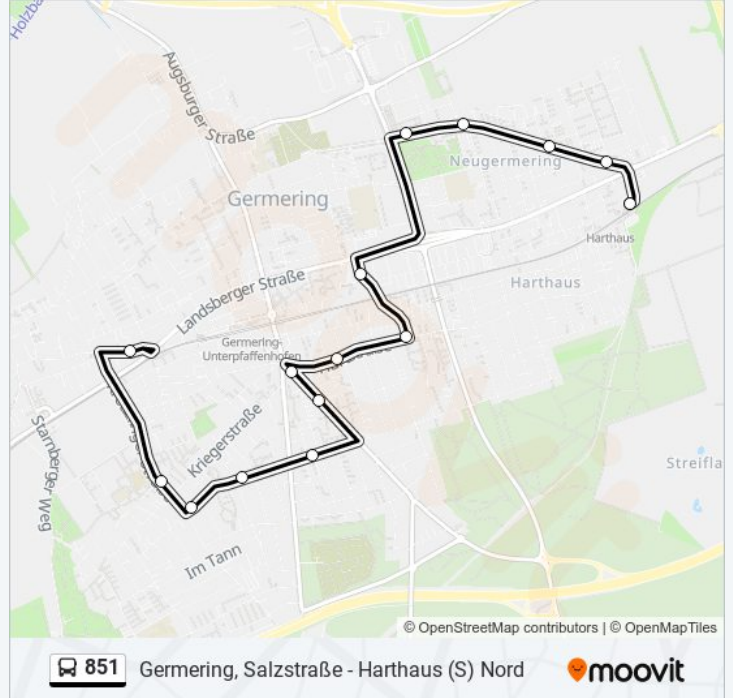 Augsburger Straße
Neugermering
Germering
Harthaus
Landsberger Straße
Harthaus
Germering-
Unterpfaffenhofen
Kriegerstraße
Starnberger Weg
Streifla
Im Tann
© OpenStreetMap contributors | © OpenMapTiles
851 Germering, Salzstraße - Harthaus (S) Nord moovit